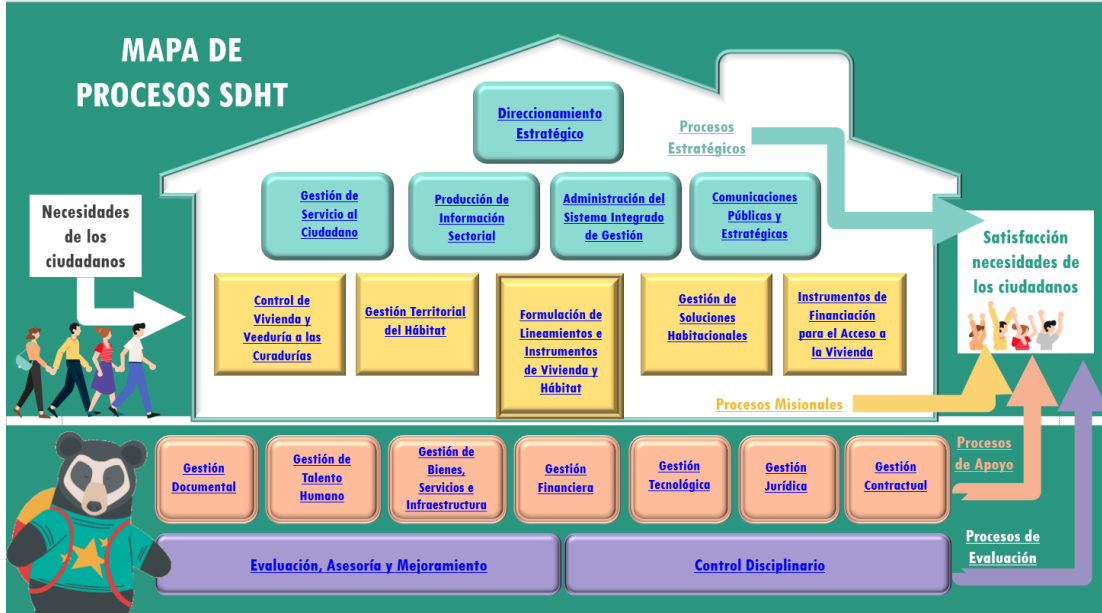 MAPA DE
PROCESOS SDHT
Direccionamiento
Estratégico
Procesos
Estratégicos
Gestión de
Servicio al
Ciudadano
Producción de
Información
Sectorial
Administración del
Sistema Integrado
de Gestión
Comunicaciones
Públicas y
Estratégicas
Necesidades
de los
ciudadanos
Satisfacción
necesidades de
los ciudadanos
Control de
Vivienda y
Veeduría a las
Curadurías
Gestión Territorial
del Hábitat
Formulación de
Lineamientos e
Instrumentos
de Vivienda y
Hábitat
Gestión de
Soluciones
Habitacionales
Instrumentos de
Financiación
para el Acceso a
la Vivienda
Procesos Misionales
Gestión
Documental
Gestión de
Talento
Humano
Gestión de
Bienes,
Servicios e
Infraestructura
Gestión
Financiera
Gestión
Tecnológica
Gestión
Jurídica
Gestión
Contractual
Procesos
de Apoyo
Evaluación, Asesoría y Mejoramiento
Control Disciplinario
Procesos de
Evaluación